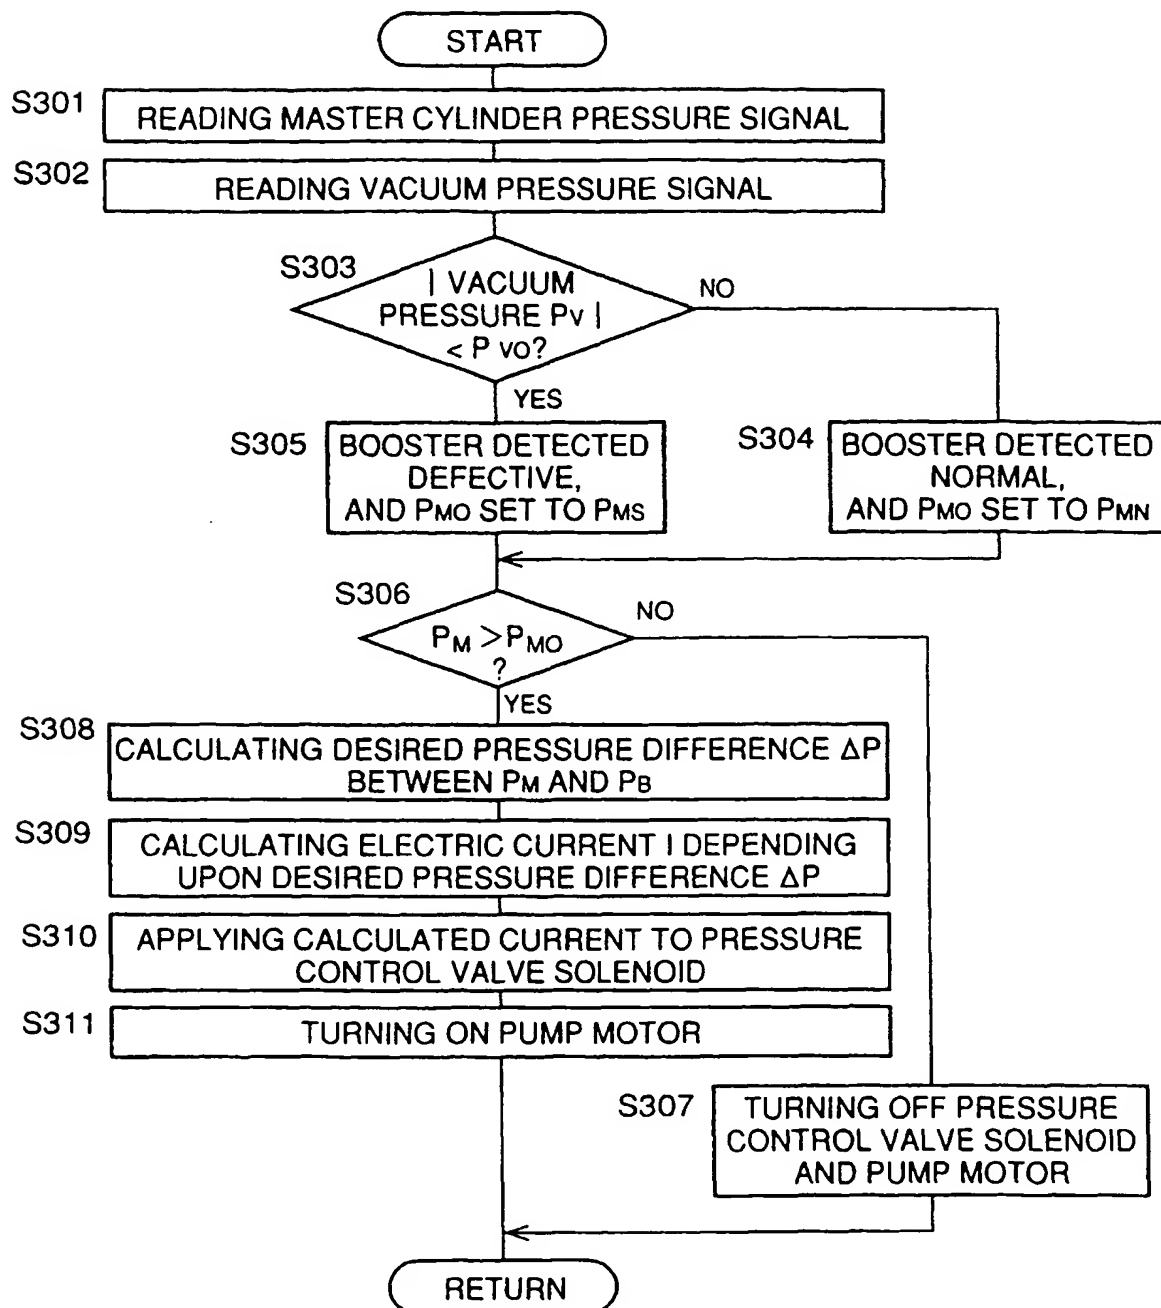 START
S301
READING MASTER CYLINDER PRESSURE SIGNAL
S302
READING VACUUM PRESSURE SIGNAL
S303
| VACUUM
PRESSURE Pv |
< P vo?
NO
YES
S305
BOOSTER DETECTED
DEFECTIVE,
AND PMO SET TO PMS
S304
BOOSTER DETECTED
NORMAL,
AND PMO SET TO PMN
S306
PM >PMO
?
NO
YES
S308
CALCULATING DESIRED PRESSURE DIFFERENCE ΔP
BETWEEN PM AND PB
S309
CALCULATING ELECTRIC CURRENT I DEPENDING
UPON DESIRED PRESSURE DIFFERENCE ΔP
S310
APPLYING CALCULATED CURRENT TO PRESSURE
CONTROL VALVE SOLENOID
S311
TURNING ON PUMP MOTOR
S307
TURNING OFF PRESSURE
CONTROL VALVE SOLENOID
AND PUMP MOTOR
RETURN